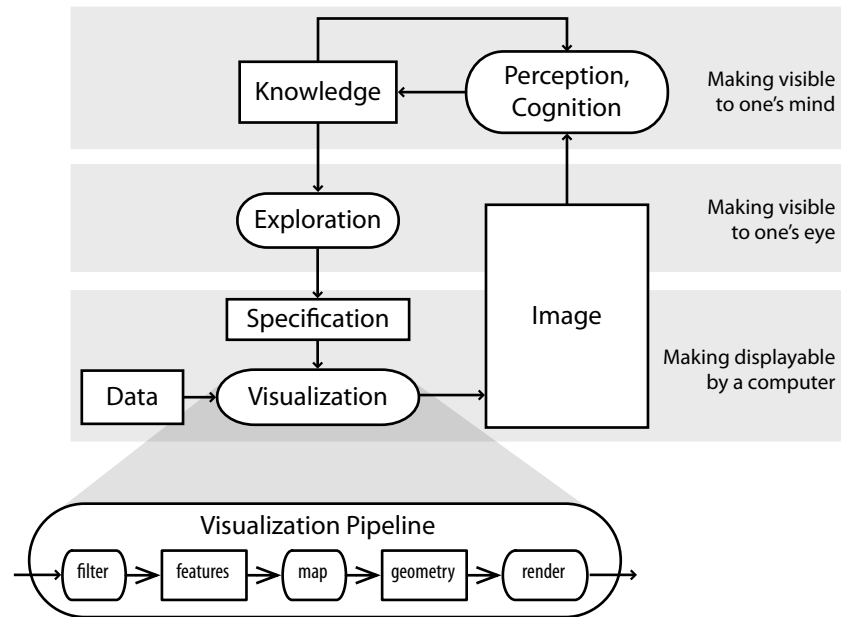 Knowledge
Perception,
Cognition
Making visible
to one's mind
Exploration
Making visible
to one's eye
Specification
Image
Making displayable
by a computer
Data
Visualization
Visualization Pipeline
filter
features
map
geometry
render